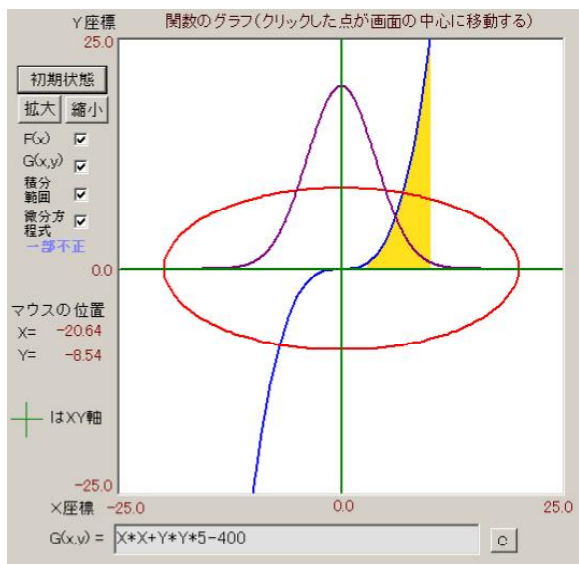 Y座標 関数のグラフ(クリックした点が画面の中心に移動する)
25.0
初期状態
拡大 縮小
F(x)
G(x,y)
積分
範囲
微分方
程式
一部不正
0.0
マウスの位置
X= -20.64
Y= -8.54
はXY軸
-25.0
X座標 -25.0 0.0 25.0
G(x,y) = X*X+Y*Y*5-400 C